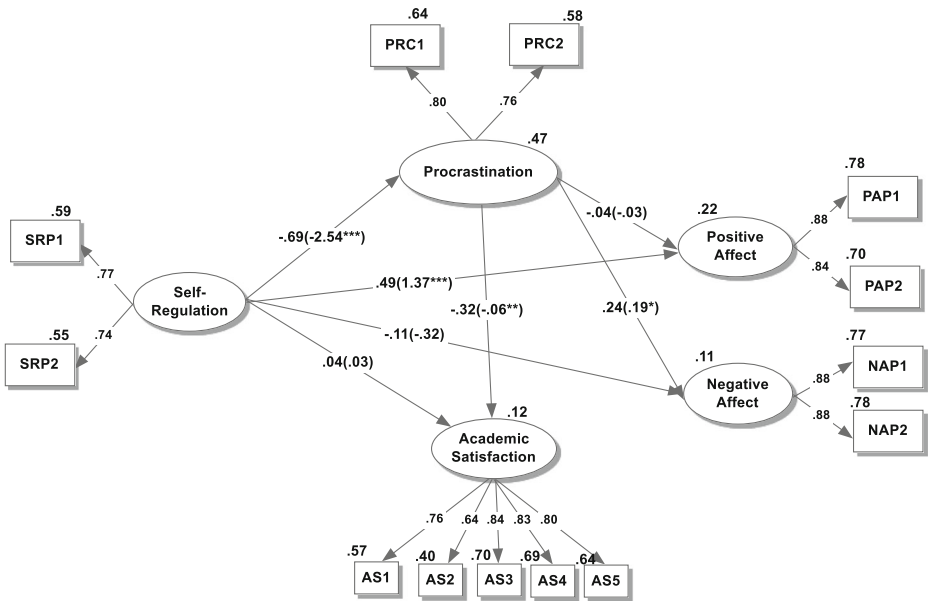 .64
PRC1
.58
PRC2
.80
.76
.47
Procrastination
.78
PAP1
.88
.22
Positive
Affect
.84
.70
PAP2
.59
SRP1
.77
Self-
Regulation
.74
.55
SRP2
-.69(-2.54***)
-.04(-.03)
.49(1.37***)
-.32(-.06**)
.24(.19*)
-.11(-.32)
.04(.03)
.11
Negative
Affect
.77
NAP1
.88
.78
NAP2
.88
.12
Academic
Satisfaction
.76
.64
.84
.83
.80
.57
AS1
.40
AS2
.70
AS3
.69
AS4
.64
AS5